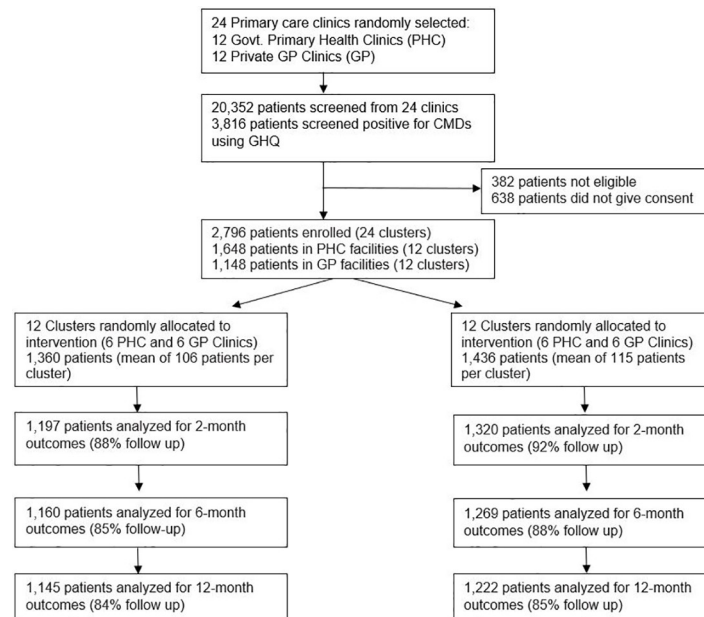 24 Primary care clinics randomly selected:
12 Govt. Primary Health Clinics (PHC)
12 Private GP Clinics (GP)
20,352 patients screened from 24 clinics
3,816 patients screened positive for CMDs
using GHQ
382 patients not eligible
638 patients did not give consent
2,796 patients enrolled (24 clusters)
1,648 patients in PHC facilities (12 clusters)
1,148 patients in GP facilities (12 clusters)
12 Clusters randomly allocated to
intervention (6 PHC and 6 GP Clinics)
1,360 patients (mean of 106 patients per
cluster)
12 Clusters randomly allocated to
intervention (6 PHC and 6 GP Clinics)
1,436 patients (mean of 115 patients
per cluster)
1,197 patients analyzed for 2-month
outcomes (88% follow up)
1,320 patients analyzed for 2-month
outcomes (92% follow up)
1,160 patients analyzed for 6-month
outcomes (85% follow-up)
1,269 patients analyzed for 6-month
outcomes (88% follow up)
1,145 patients analyzed for 12-month
outcomes (84% follow up)
1,222 patients analyzed for 12-month
outcomes (85% follow up)